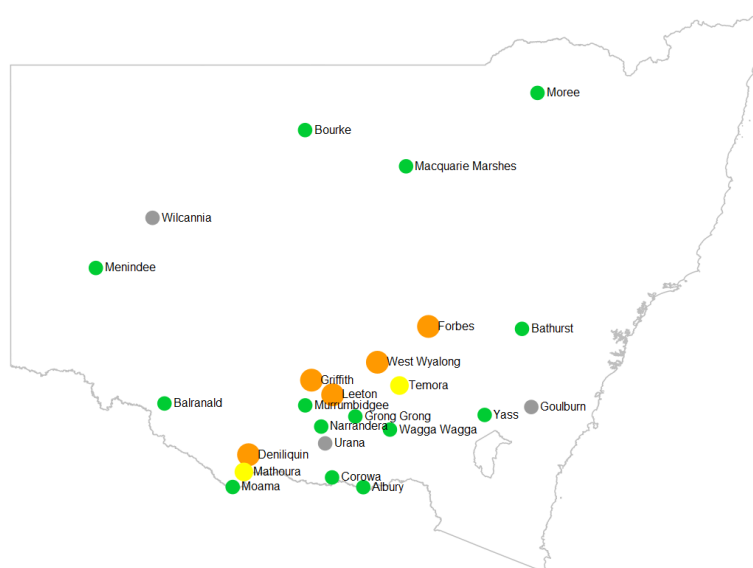 Moree
Bourke
Macquarie Marshes
Wilcannia
Menindee
Forbes
Bathurst
West Wyalong
Griffith
Temora
Leeton
Balranald
Murrumbidgee
Goulburn
Grong Grong
Yass
Narrandera
Wagga Wagga
Urana
Deniliquin
Mathoura
Corowa
Moama
Albury